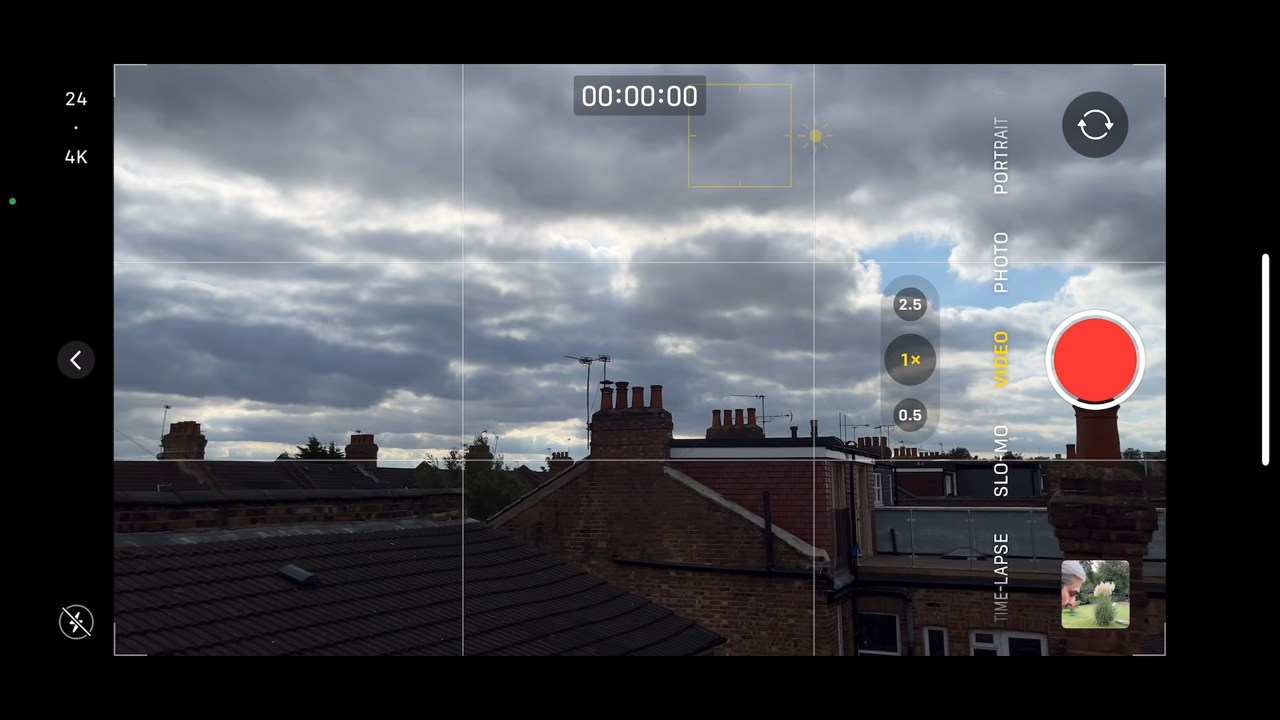 24
4K
00:00:00
PORTRAIT
PHOTO
VIDEO
SLO-MO
TIME-LAPSE
2.5
1×
0.5